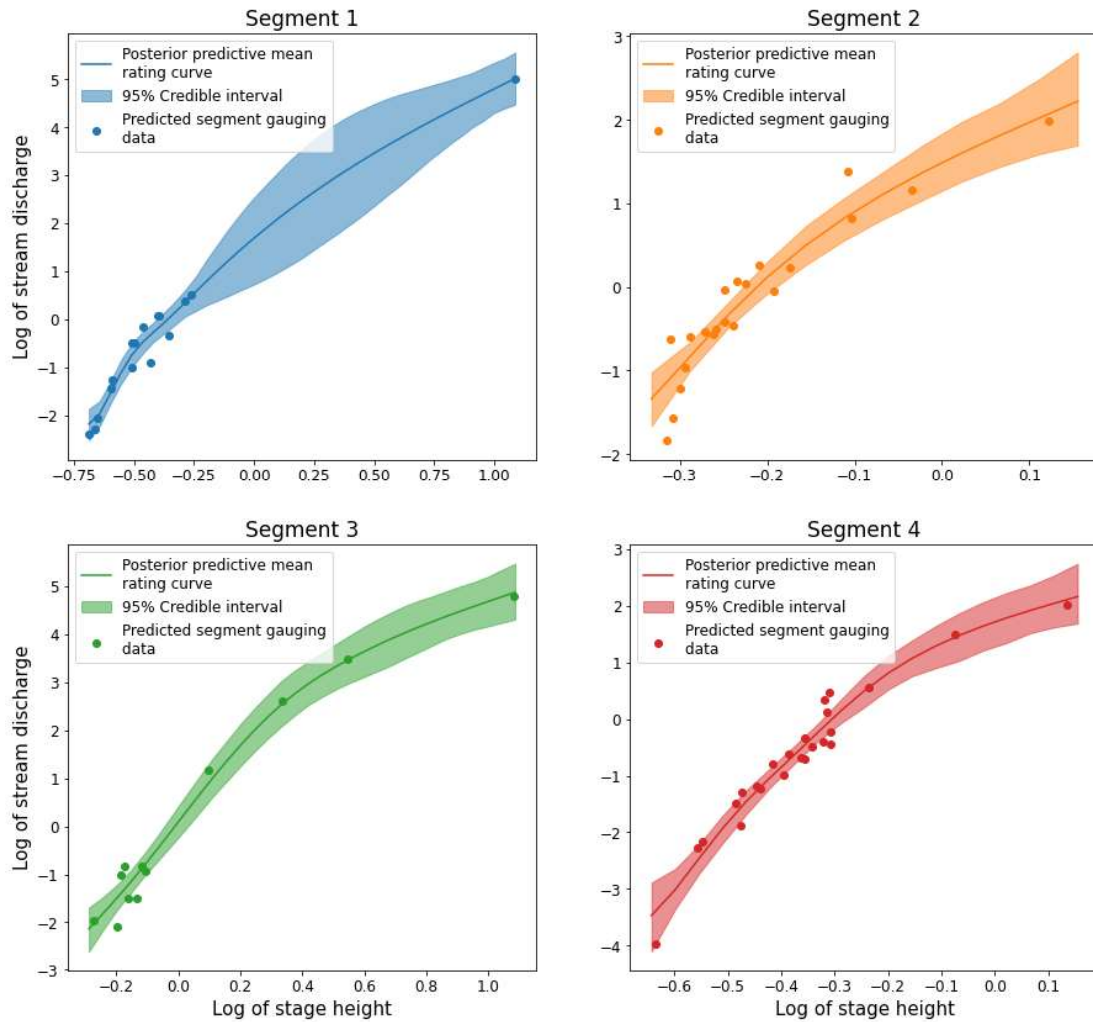 Segment 1
Posterior predictive mean
rating curve
95% Credible interval
Predicted segment gauging
data
Log of stream discharge
5
4
3
2
1
0
−1
−2
−0.75
−0.50
−0.25
0.00
0.25
0.50
0.75
1.00
Segment 2
Posterior predictive mean
rating curve
95% Credible interval
Predicted segment gauging
data
3
2
1
0
−1
−2
−0.3
−0.2
−0.1
0.0
0.1
Segment 3
Posterior predictive mean
rating curve
95% Credible interval
Predicted segment gauging
data
Log of stream discharge
5
4
3
2
1
0
−1
−2
−3
−0.2
0.0
0.2
0.4
0.6
0.8
1.0
Log of stage height
Segment 4
Posterior predictive mean
rating curve
95% Credible interval
Predicted segment gauging
data
3
2
1
0
−1
−2
−3
−4
−0.6
−0.5
−0.4
−0.3
−0.2
−0.1
0.0
0.1
Log of stage height